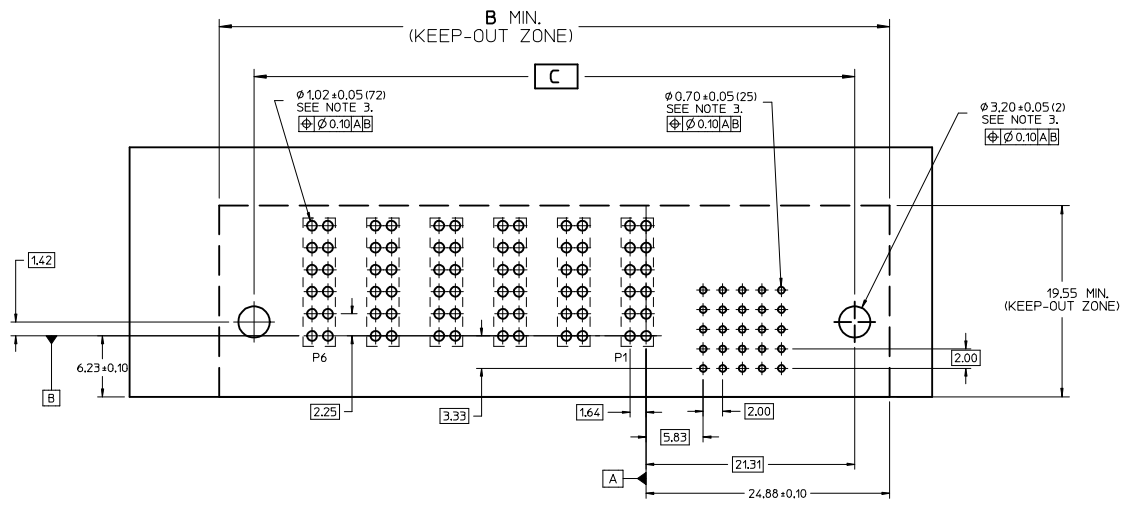 B MIN.
(KEEP-OUT ZONE)
C
Ø1.02±0.05 (72)
SEE NOTE 3.
⌖ Ø 0.10 A B
Ø0.70±0.05 (25)
SEE NOTE 3.
⌖ Ø 0.10 A B
Ø3.20±0.05 (2)
SEE NOTE 3.
⌖ Ø 0.10 A B
1.42
19.55 MIN.
(KEEP-OUT ZONE)
P6
P1
6.23±0.10
2.00
B
2.25
3.33
1.64
2.00
5.83
21.31
A
24.88±0.10